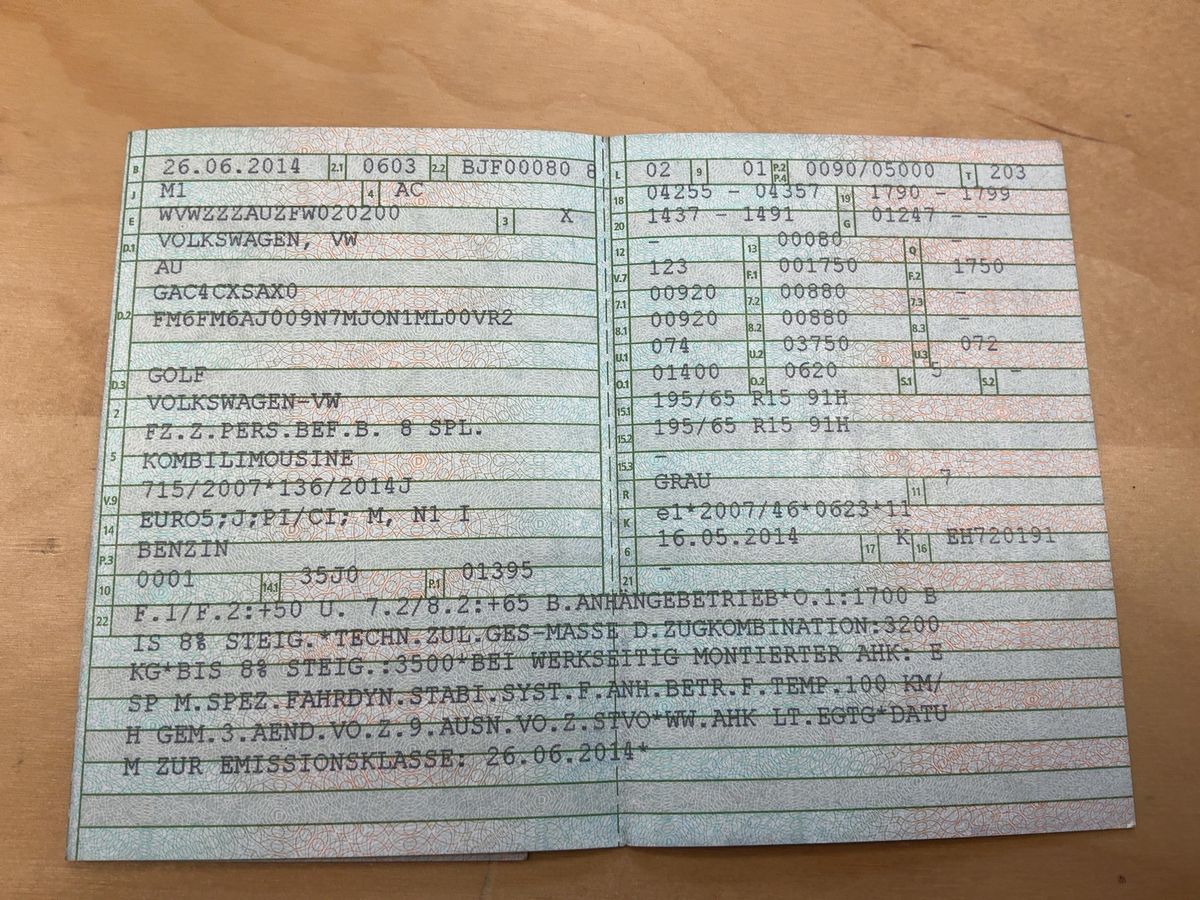 B 26.06.2014 2.1 0603 2.2 BJF00080 8
J M1 4 AC
E WVWZZZAUZFW020200 3 X
D.1 VOLKSWAGEN, VW
AU
D.2 GAC4CXSAX0
FM6FM6AJ009N7MJON1ML00VR2
D.3 GOLF
2 VOLKSWAGEN-VW
5 FZ.Z.PERS.BEF.B. 8 SPL.
KOMBILIMOUSINE
V.9 715/2007*136/2014J
14 EURO5;J;PI/CI; M, N1 I
P.3 BENZIN
10 0001 14.1 35J0 P.1 01395
L 02 9 01 P.2 P.4 0090/05000 T 203
18 04255 - 04357 19 1790 - 1799
20 1437 - 1491 G 01247 - -
12 - 13 00080 Q -
V.7 123 F.1 001750 F.2 1750
7.1 00920 7.2 00880 7.3 -
8.1 00920 8.2 00880 8.3 -
U.1 074 U.2 03750 U.3 072
O.1 01400 O.2 0620 S.1 5 S.2 -
15.1 195/65 R15 91H
15.2 195/65 R15 91H
15.3 -
R GRAU 11 7
K e1*2007/46*0623*11
6 16.05.2014 17 K 16 EH720191
21 -
22 F.1/F.2:+50 U. 7.2/8.2:+65 B.ANHÄNGEBETRIEB*O.1:1700 B
IS 8% STEIG.*TECHN.ZUL.GES-MASSE D.ZUGKOMBINATION:3200
KG*BIS 8% STEIG.:3500*BEI WERKSEITIG MONTIERTER AHK: E
SP M.SPEZ.FAHRDYN.STABI.SYST.F.ANH.BETR.F.TEMP.100 KM/
H GEM.3.AEND.VO.Z.9.AUSN.VO.Z.STVO*WW.AHK LT.EGTG*DATU
M ZUR EMISSIONSKLASSE: 26.06.2014*